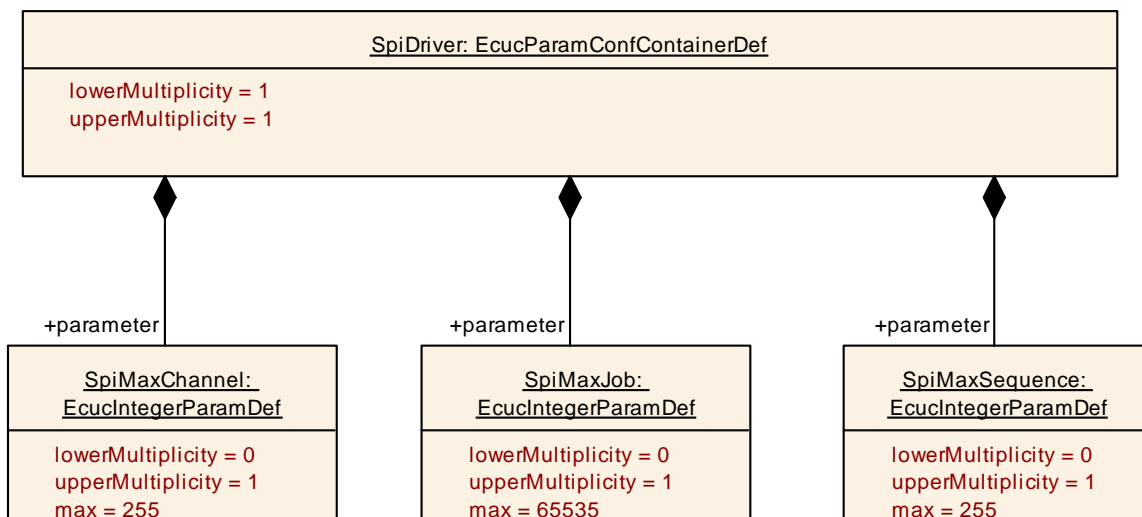 SpiDriver: EcucParamConfContainerDef
lowerMultiplicity = 1
upperMultiplicity = 1
+parameter
+parameter
+parameter
SpiMaxChannel:
EcucIntegerParamDef
lowerMultiplicity = 0
upperMultiplicity = 1
max = 255
SpiMaxJob:
EcucIntegerParamDef
lowerMultiplicity = 0
upperMultiplicity = 1
max = 65535
SpiMaxSequence:
EcucIntegerParamDef
lowerMultiplicity = 0
upperMultiplicity = 1
max = 255